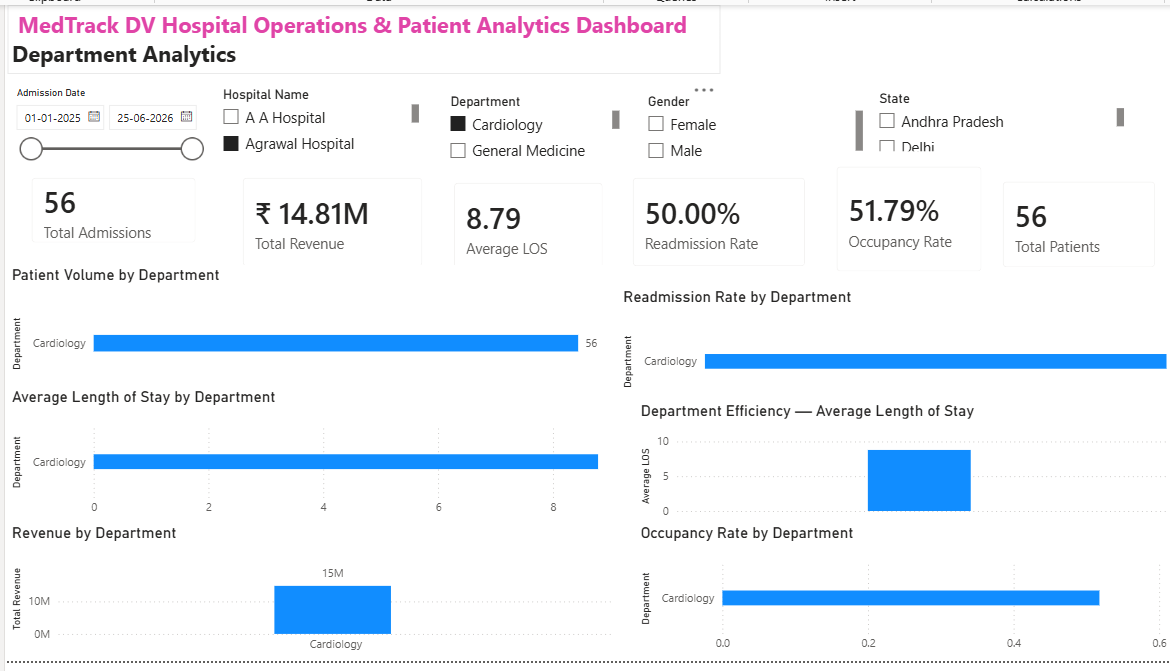 MedTrack DV Hospital Operations & Patient Analytics Dashboard
Department Analytics
Admission Date
01-01-2025
25-06-2026
Hospital Name
A A Hospital
Agrawal Hospital
Department
Cardiology
General Medicine
Gender
Female
Male
State
Andhra Pradesh
Delhi
56
Total Admissions
₹ 14.81M
Total Revenue
8.79
Average LOS
50.00%
Readmission Rate
51.79%
Occupancy Rate
56
Total Patients
Patient Volume by Department
Department
Cardiology
56
Readmission Rate by Department
Department
Cardiology
Average Length of Stay by Department
Department
Cardiology
0 2 4 6 8
Department Efficiency — Average Length of Stay
Average LOS
10
5
0
Revenue by Department
Total Revenue
15M
10M
0M
Cardiology
Occupancy Rate by Department
Department
Cardiology
0.0 0.2 0.4 0.6